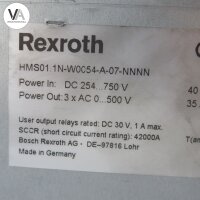 VA
Rexroth
HMS01.1N-W0054-A-07-NNNN
Power In: DC 254...750 V
40
Power Out: 3 x AC 0...500 V
35
User output relays rated: DC 30 V, 1 A max.
SCCR (short circuit current rating): 42000A
Bosch Rexroth AG - DE-97816 Lohr
T(am
Made in Germany